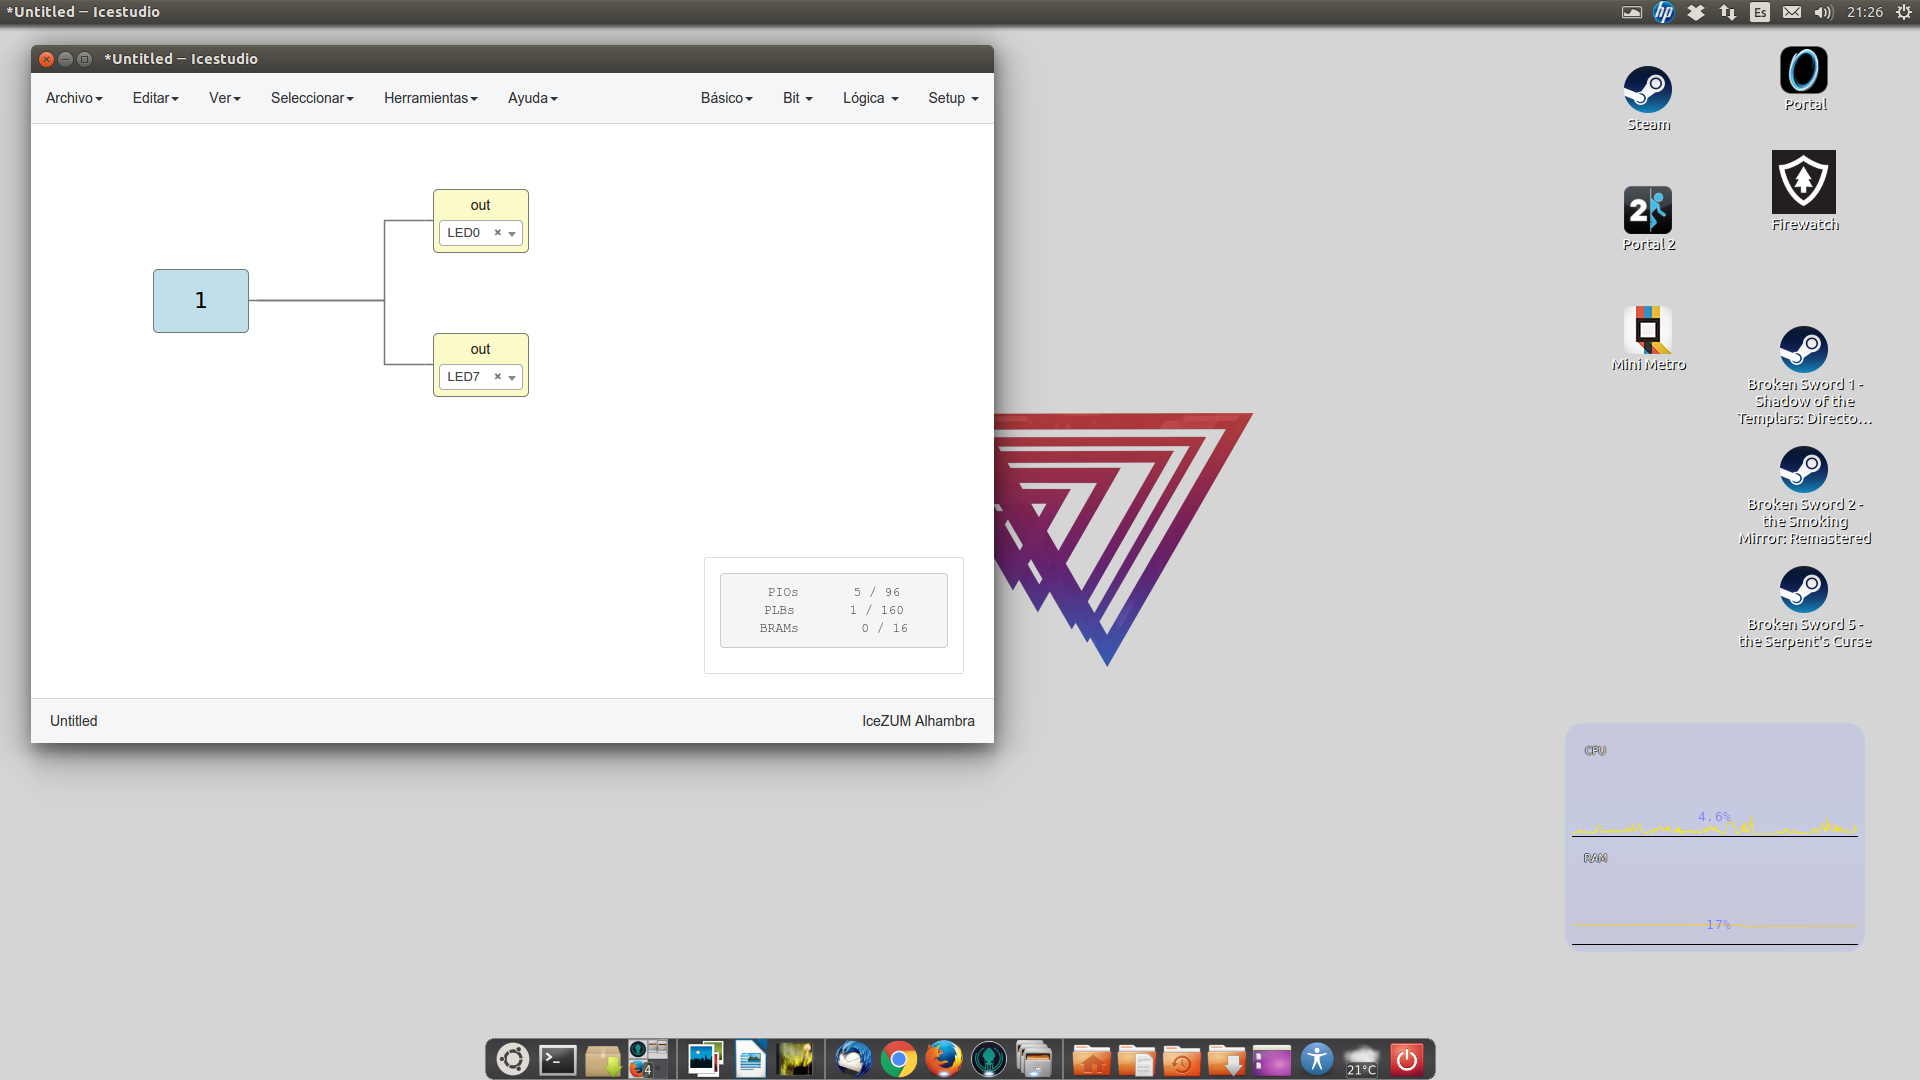 *Untitled — Icestudio
hp
Es
21:26
*Untitled — Icestudio
Archivo
Editar
Ver
Seleccionar
Herramientas
Ayuda
Básico
Bit
Lógica
Setup
out
LED0
1
out
LED7
PIOs 5 / 96
PLBs 1 / 160
BRAMs 0 / 16
Untitled
IceZUM Alhambra
Steam
Portal
2
Portal 2
Firewatch
Mini Metro
Broken Sword 1 -
Shadow of the
Templars: Directo...
Broken Sword 2 -
the Smoking
Mirror: Remastered
Broken Sword 5 -
the Serpent's Curse
CPU
4.6%
RAM
17%
>_
4
21°C